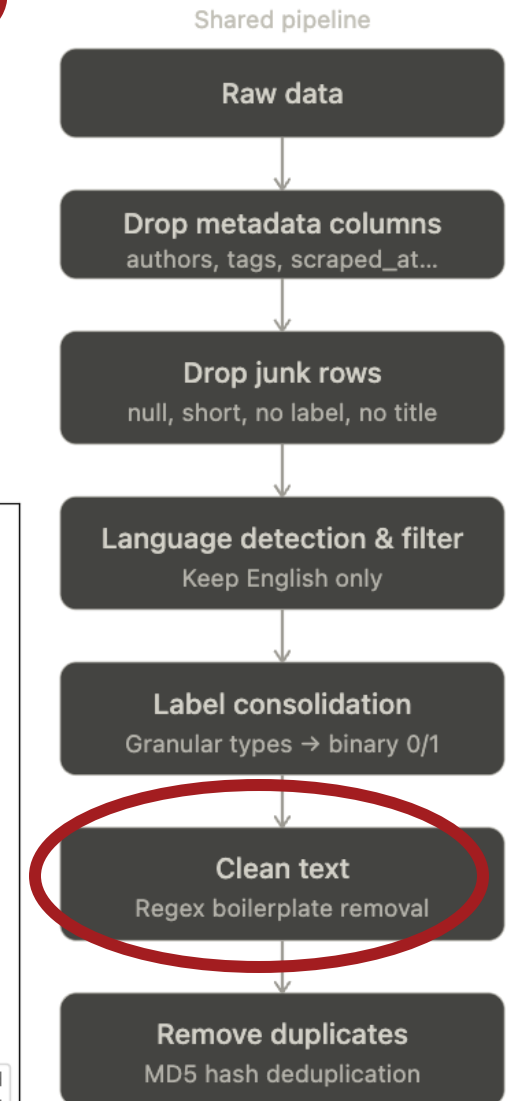 Shared pipeline
Raw data
Drop metadata columns
authors, tags, scraped_at...
Drop junk rows
null, short, no label, no title
Language detection & filter
Keep English only
Label consolidation
Granular types → binary 0/1
Clean text
Regex boilerplate removal
Remove duplicates
MD5 hash deduplication